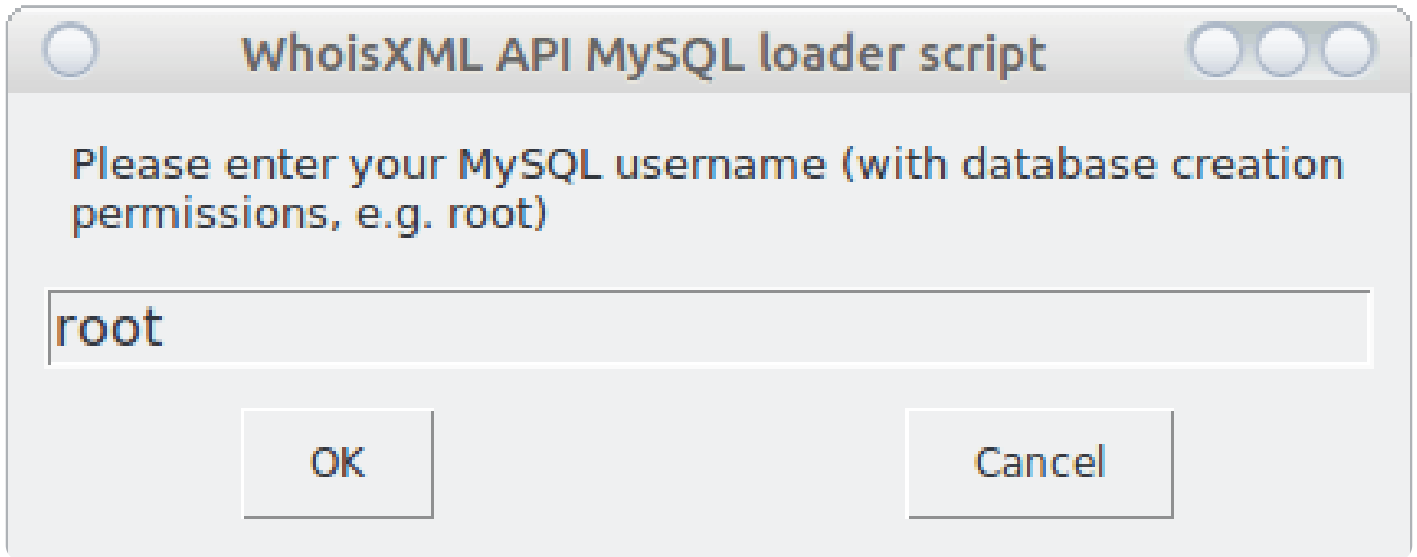 WhoisXML API MySQL loader script
Please enter your MySQL username (with database creation
permissions, e.g. root)
root
OK
Cancel